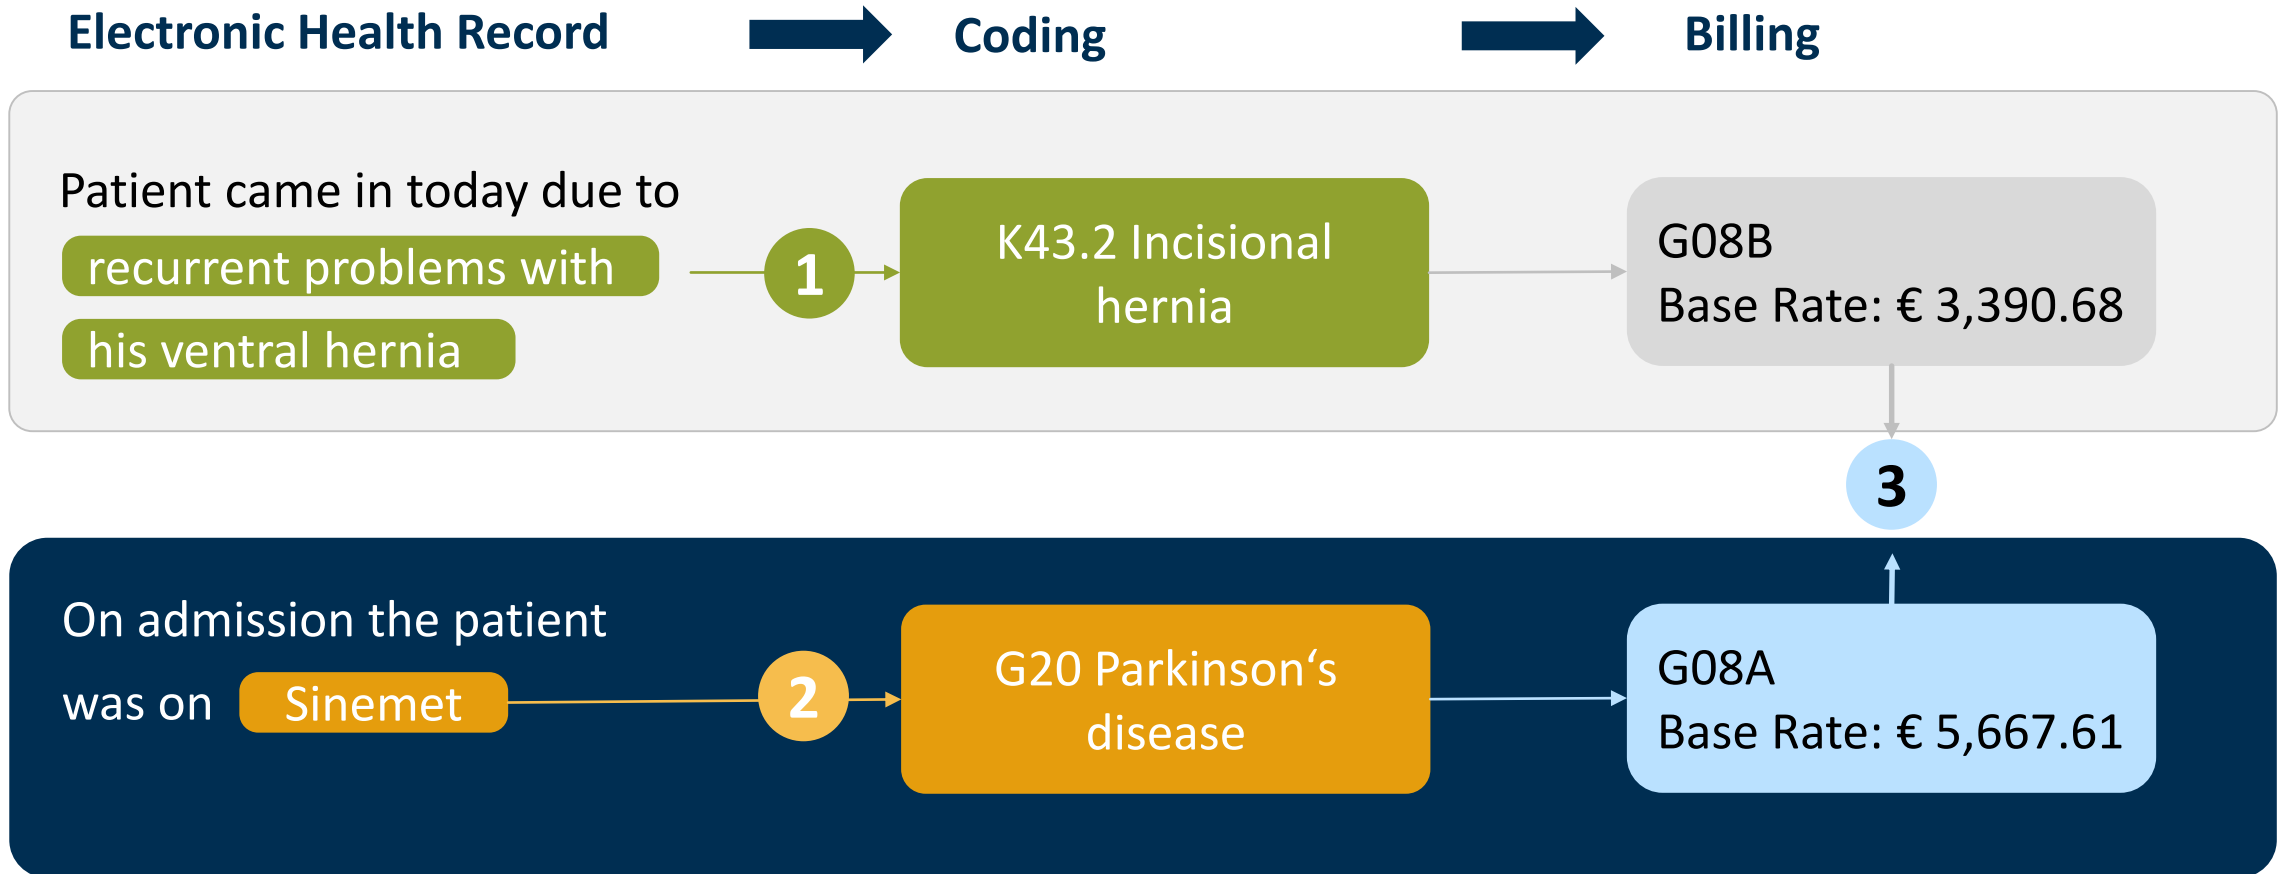 Electronic Health Record
Coding
Billing
Patient came in today due to
recurrent problems with
his ventral hernia
1
K43.2 Incisional
hernia
G08B
Base Rate: € 3,390.68
3
On admission the patient
was on Sinemet
2
G20 Parkinson‘s
disease
G08A
Base Rate: € 5,667.61